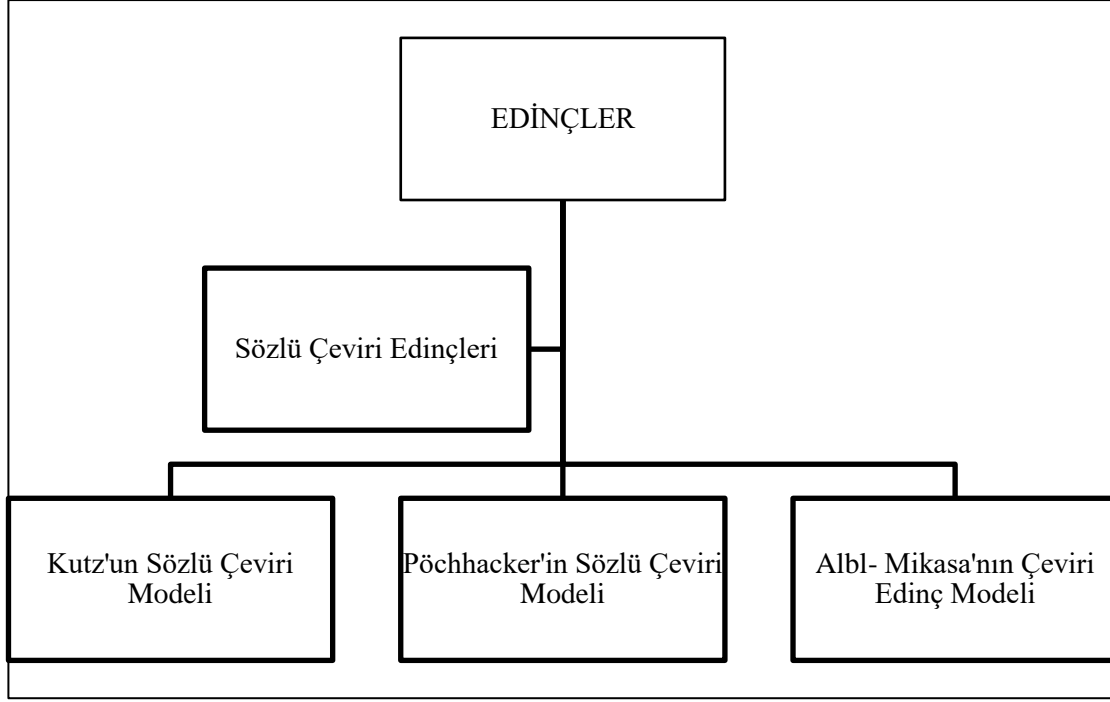 EDİNÇLER
Sözlü Çeviri Edinçleri
Kutz'un Sözlü Çeviri
Modeli
Pöchhacker'in Sözlü Çeviri
Modeli
Albl- Mikasa'nın Çeviri
Edinç Modeli